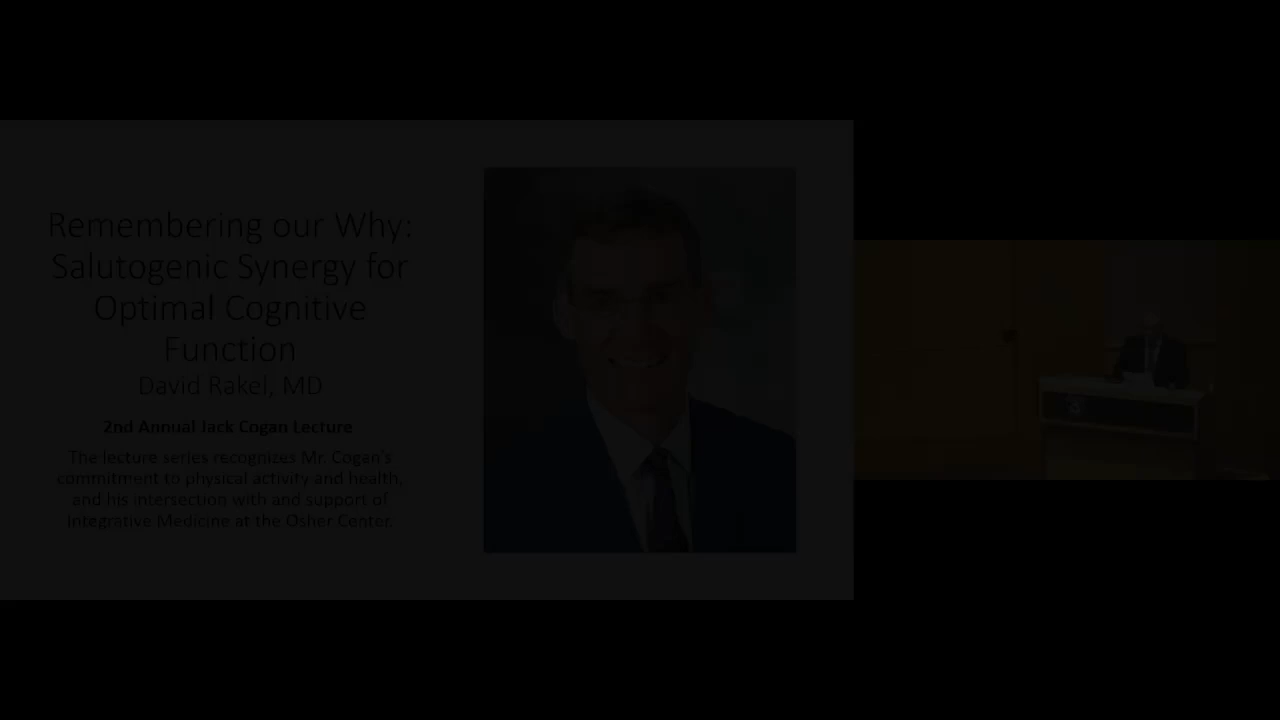 Remembering our Why:
Salutogenic Synergy for
Optimal Cognitive
Function
David Rakel, MD
2nd Annual Jack Cogan Lecture
The lecture series recognizes Mr. Cogan's
commitment to physical activity and health,
and his intersection with and support of
Integrative Medicine at the Osher Center.